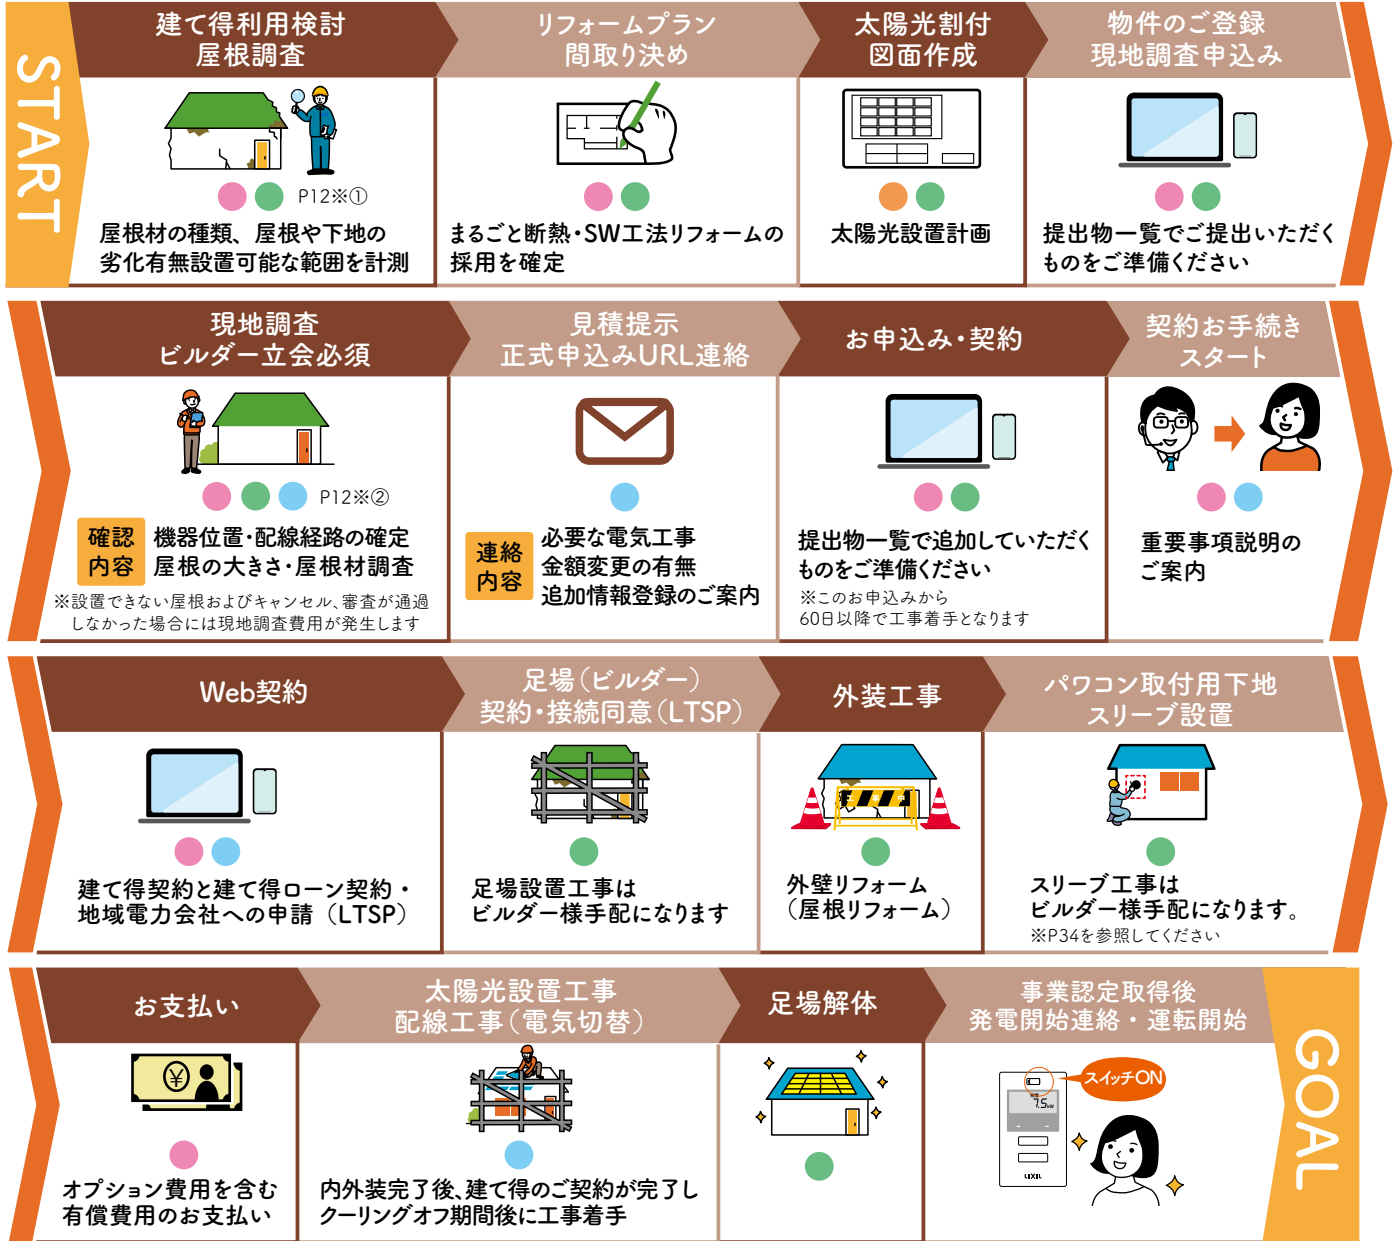 START
建て得利用検討
屋根調査
P12※①
屋根材の種類、屋根や下地の
劣化有無設置可能な範囲を計測
リフォームプラン
間取り決め
まるごと断熱・SW工法リフォームの
採用を確定
太陽光割付
図面作成
太陽光設置計画
物件のご登録
現地調査申込み
提出物一覧でご提出いただく
ものをご準備ください
現地調査
ビルダー立会必須
P12※②
確認
内容
機器位置・配線経路の確定
屋根の大きさ・屋根材調査
※設置できない屋根およびキャンセル、審査が通過
しなかった場合には現地調査費用が発生します
見積提示
正式申込みURL連絡
連絡
内容
必要な電気工事
金額変更の有無
追加情報登録のご案内
お申込み・契約
提出物一覧で追加していただく
ものをご準備ください
※このお申込みから
60日以降で工事着手となります
契約お手続き
スタート
重要事項説明の
ご案内
Web契約
建て得契約と建て得ローン契約・
地域電力会社への申請（LTSP）
足場（ビルダー）
契約・接続同意（LTSP）
足場設置工事は
ビルダー様手配になります
外装工事
外壁リフォーム
（屋根リフォーム）
パワコン取付用下地
スリーブ設置
スリーブ工事は
ビルダー様手配になります。
※P34を参照してください
お支払い
オプション費用を含む
有償費用のお支払い
太陽光設置工事
配線工事（電気切替）
内外装完了後、建て得のご契約が完了し
クーリングオフ期間後に工事着手
足場解体
事業認定取得後
発電開始連絡・運転開始
スイッチON
7.5kW
LIXIL
GOAL